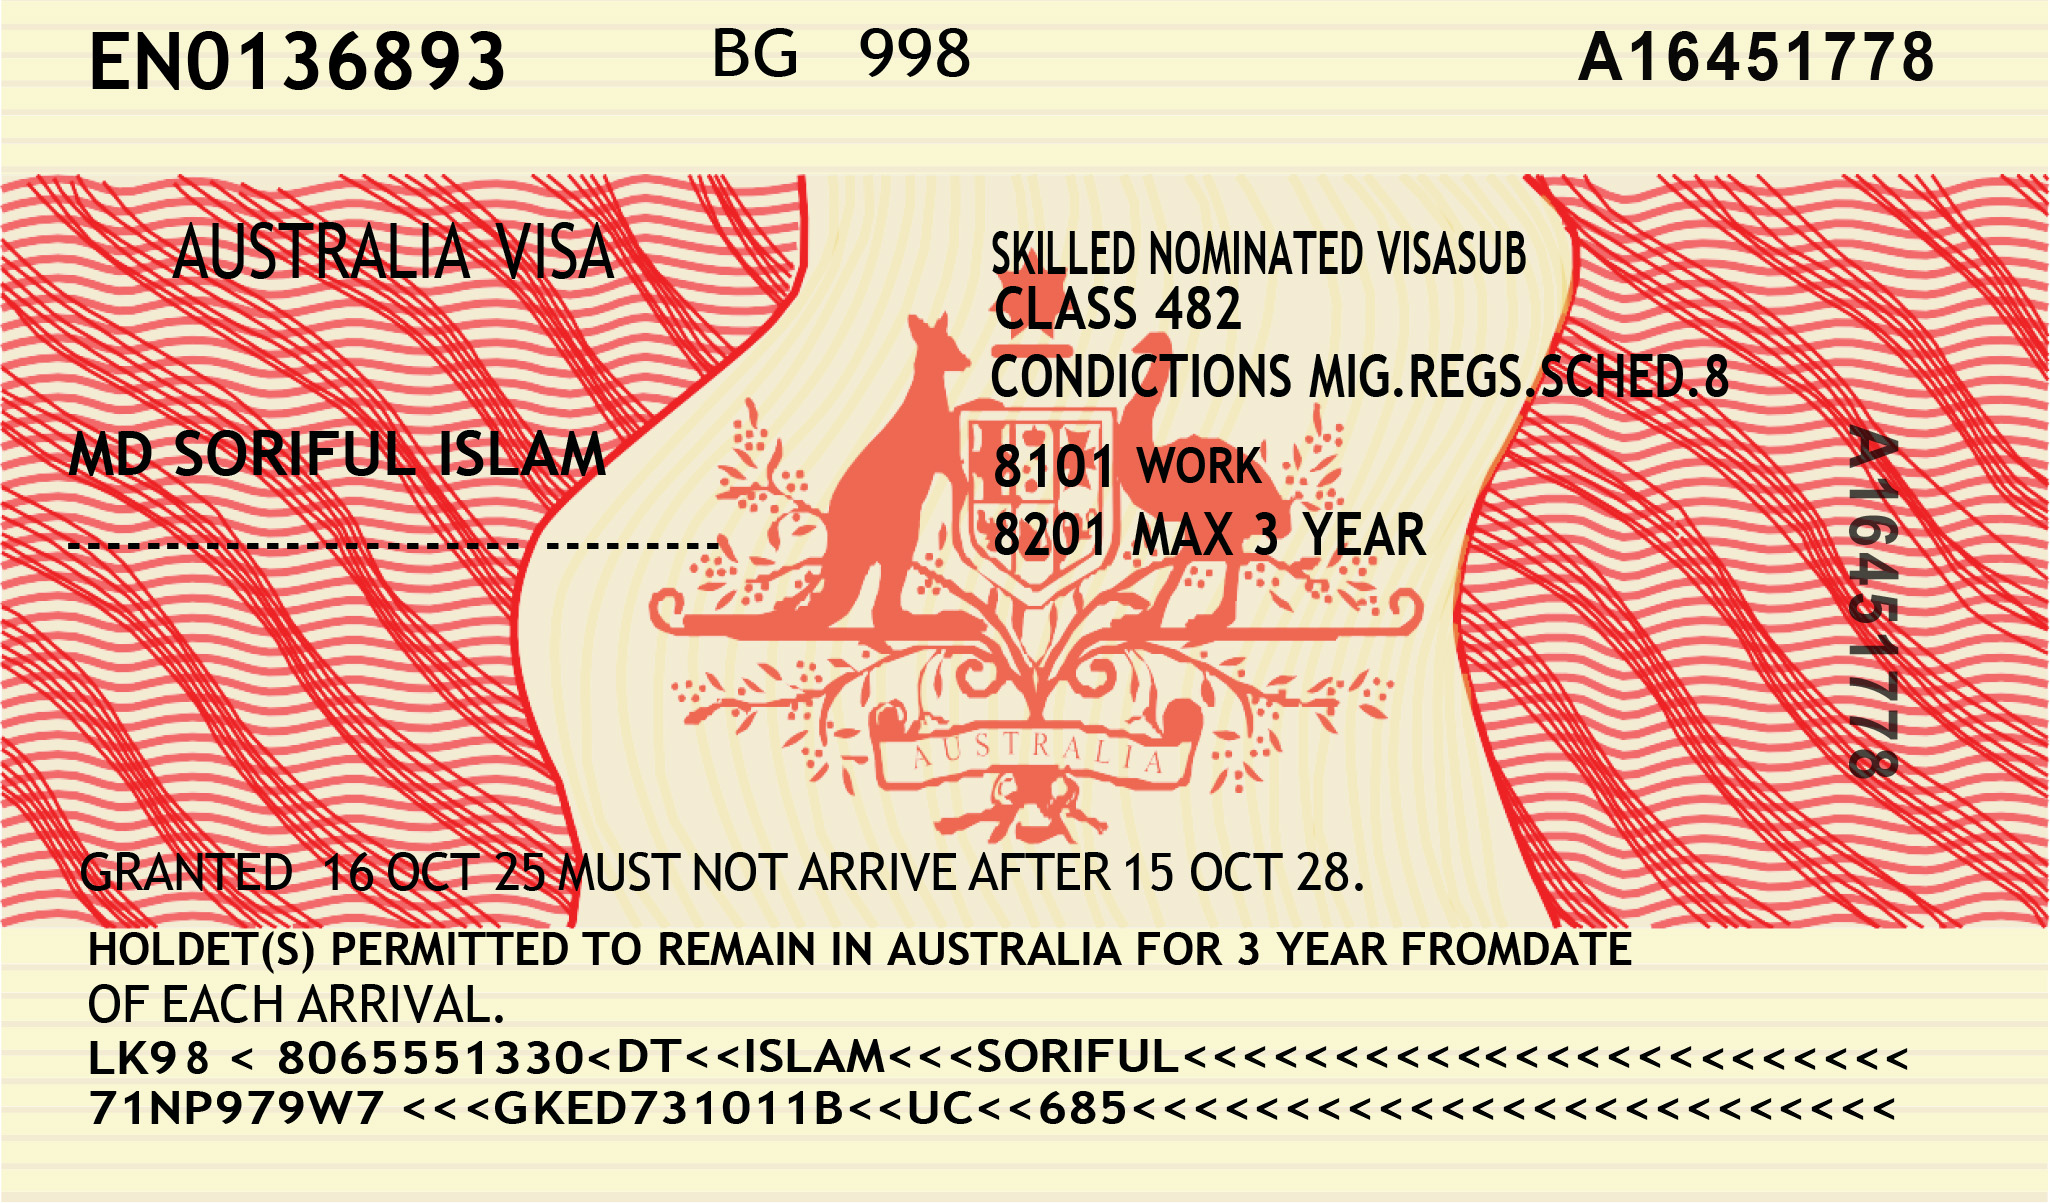 EN0136893 BG 998 A16451778
AUSTRALIA VISA
SKILLED NOMINATED VISASUB
CLASS 482
CONDICTIONS MIG.REGS.SCHED.8
MD SORIFUL ISLAM
8101 WORK
8201 MAX 3 YEAR
----------------------- ---------
A16451778
AUSTRALIA
GRANTED 16 OCT 25 MUST NOT ARRIVE AFTER 15 OCT 28.
HOLDET(S) PERMITTED TO REMAIN IN AUSTRALIA FOR 3 YEAR FROMDATE
OF EACH ARRIVAL.
LK98 < 8065551330<DT<<ISLAM<<<SORIFUL<<<<<<<<<<<<<<<<<<<<<<<<
71NP979W7 <<<GKED731011B<<UC<<685<<<<<<<<<<<<<<<<<<<<<<<<<